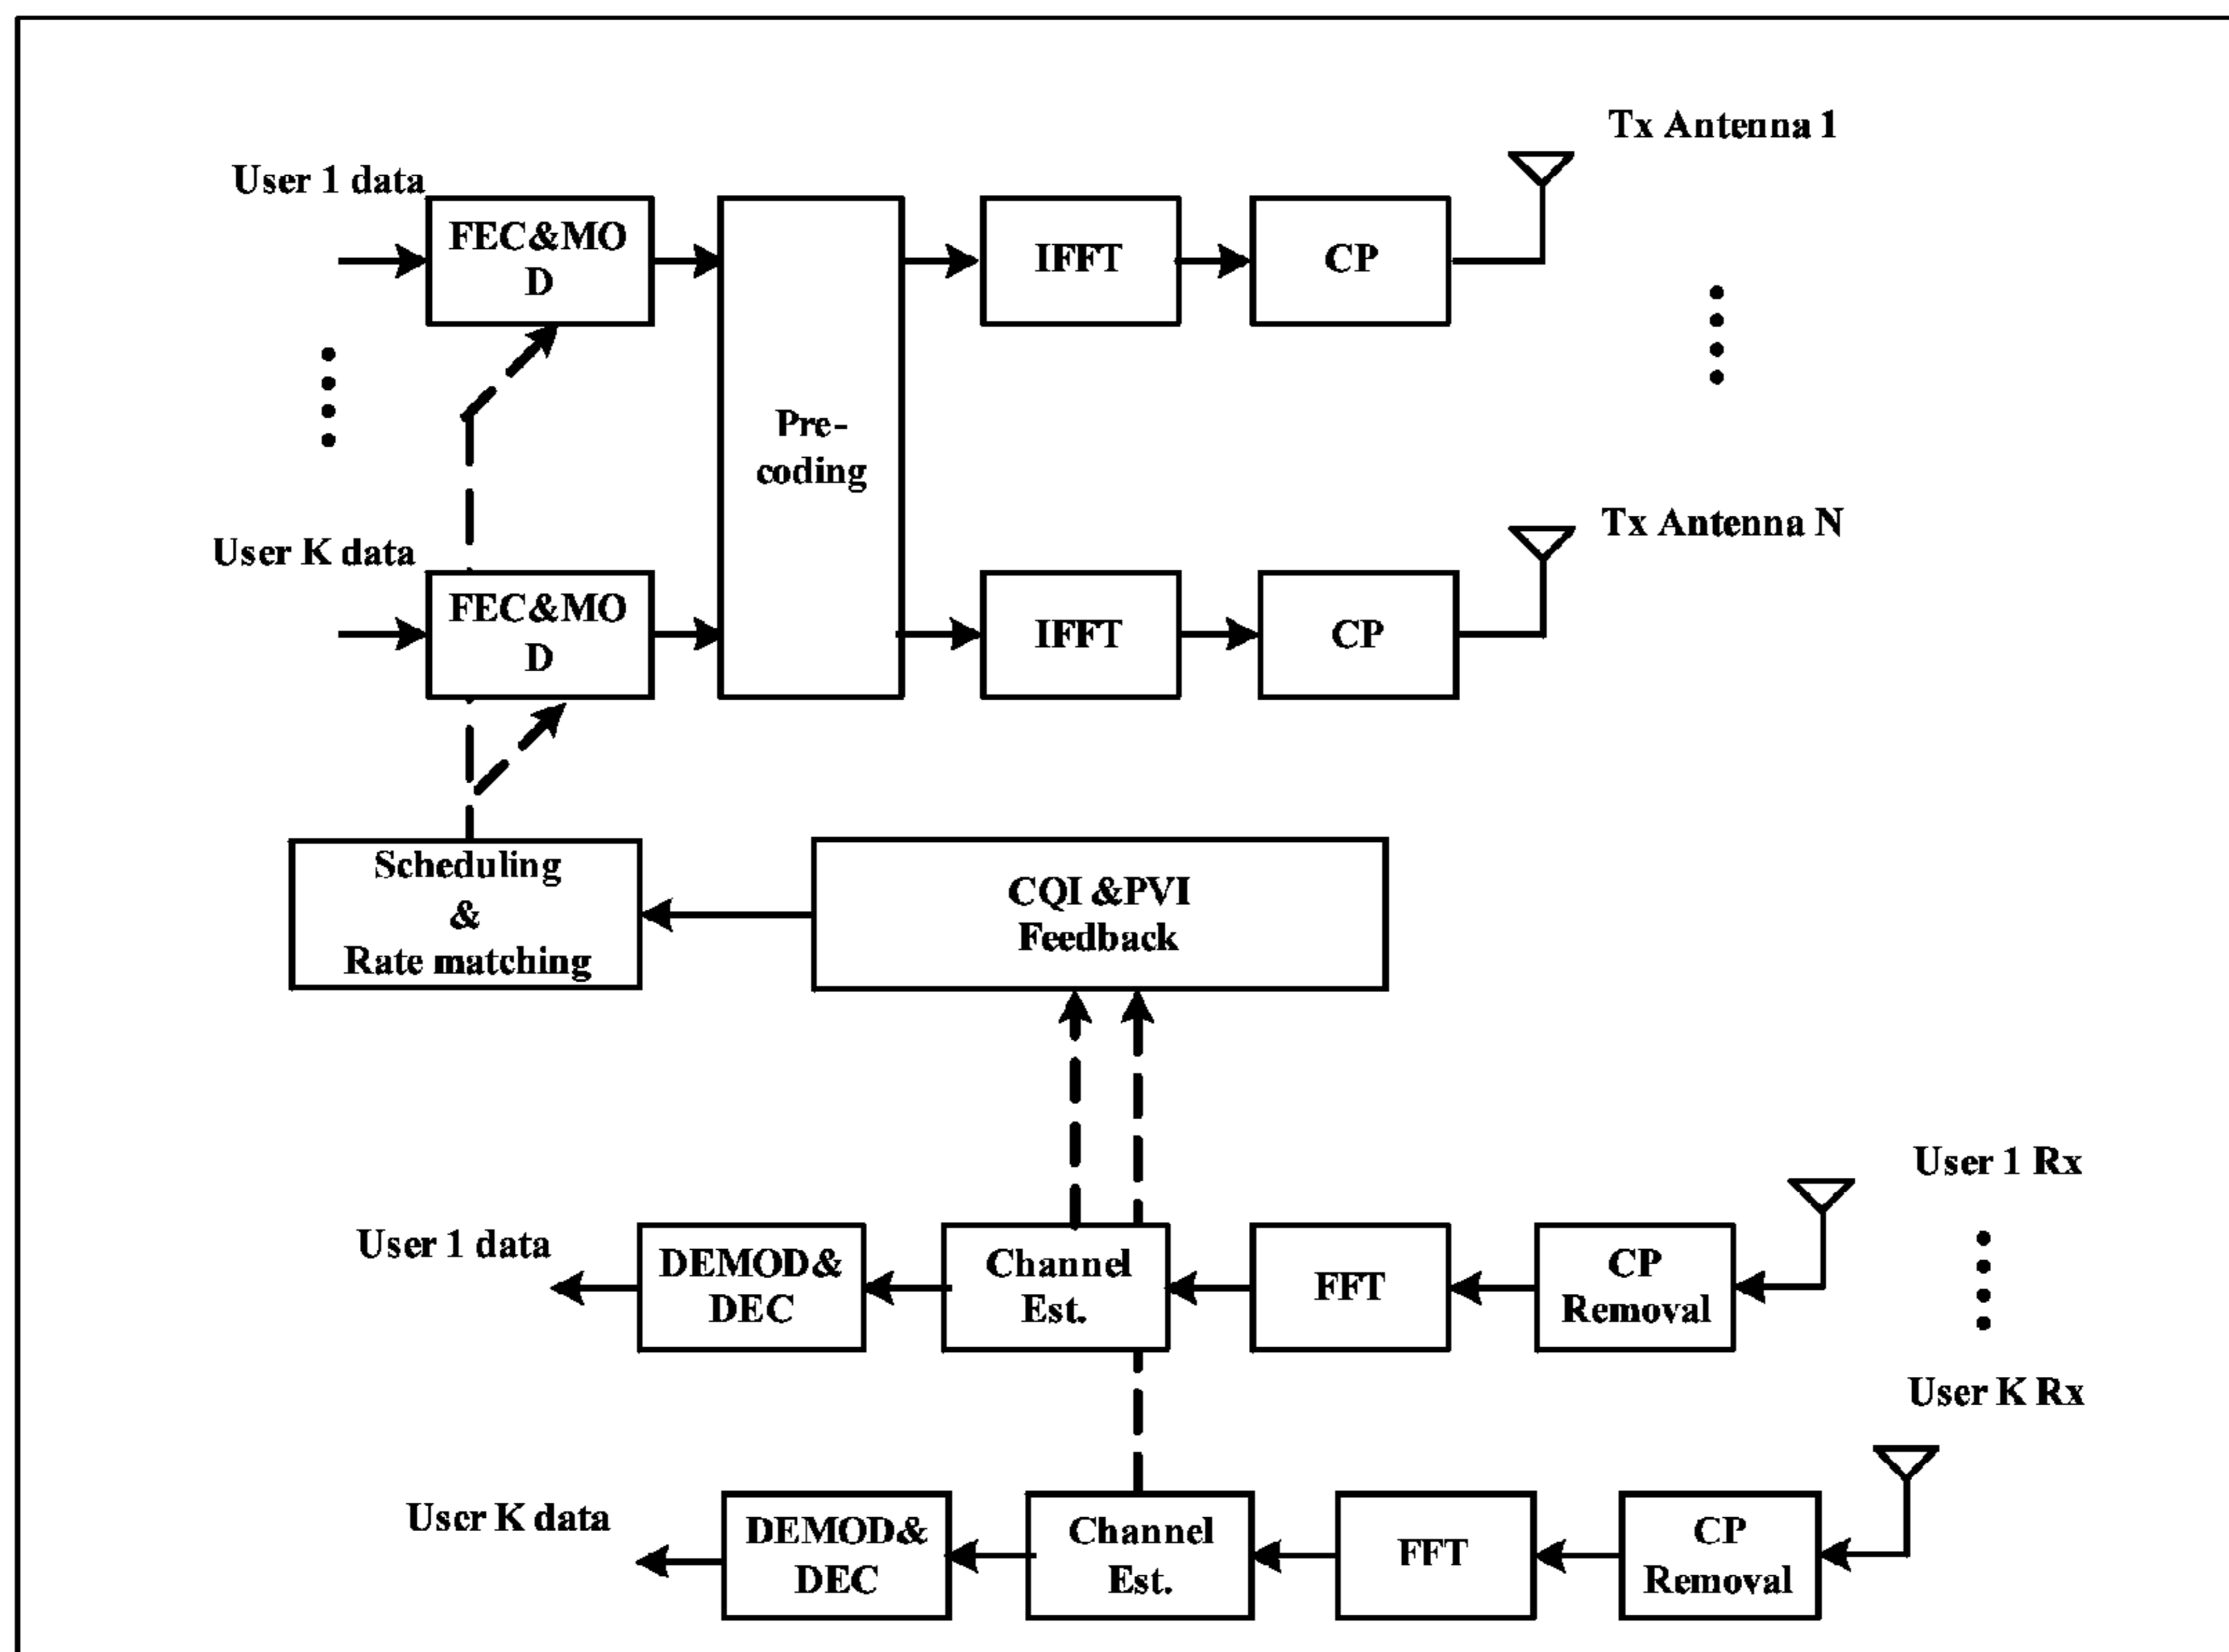 Tx Antenna 1
User 1 data
FEC&MO
D
IFFT
CP
Pre-
coding
Tx Antenna N
User K data
FEC&MO
D
IFFT
CP
Scheduling
&
Rate matching
CQI &PVI
Feedback
User 1 Rx
User 1 data
DEMOD&
DEC
Channel
Est.
FFT
CP
Removal
User K Rx
User K data
DEMOD&
DEC
Channel
Est.
FFT
CP
Removal